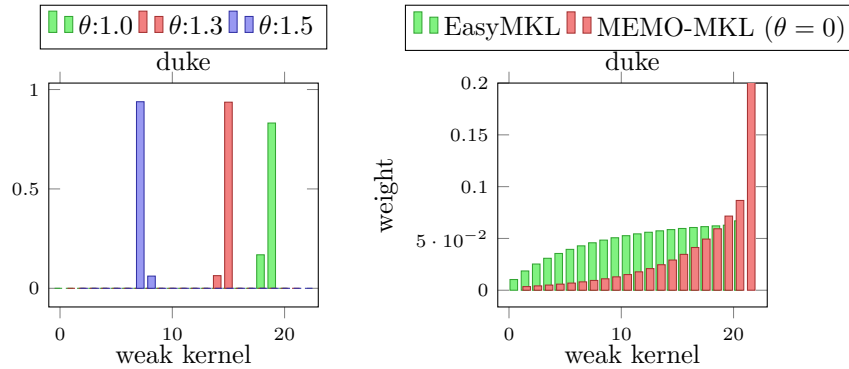 θ:1.0 θ:1.3 θ:1.5
duke
1
0.5
0
0 10 20
weak kernel
EasyMKL MEMO-MKL (θ = 0)
duke
weight
0.2
0.15
0.1
5 · 10⁻²
0
0 10 20
weak kernel